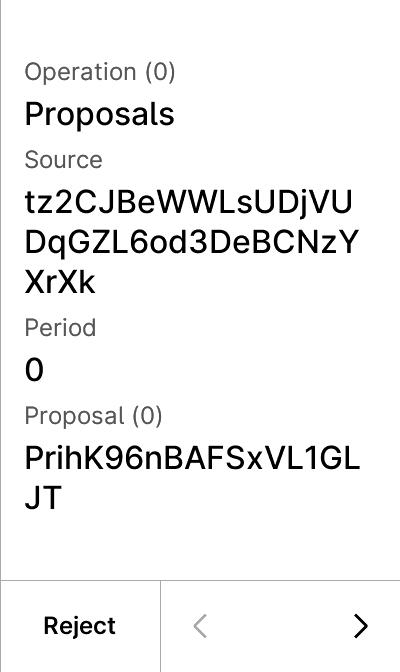 Operation (0)
Proposals
Source
tz2CJBeWWLsUDjVU
DqGZL6od3DeBCNzY
XrXk
Period
0
Proposal (0)
PrihK96nBAFSxVL1GL
JT
Reject